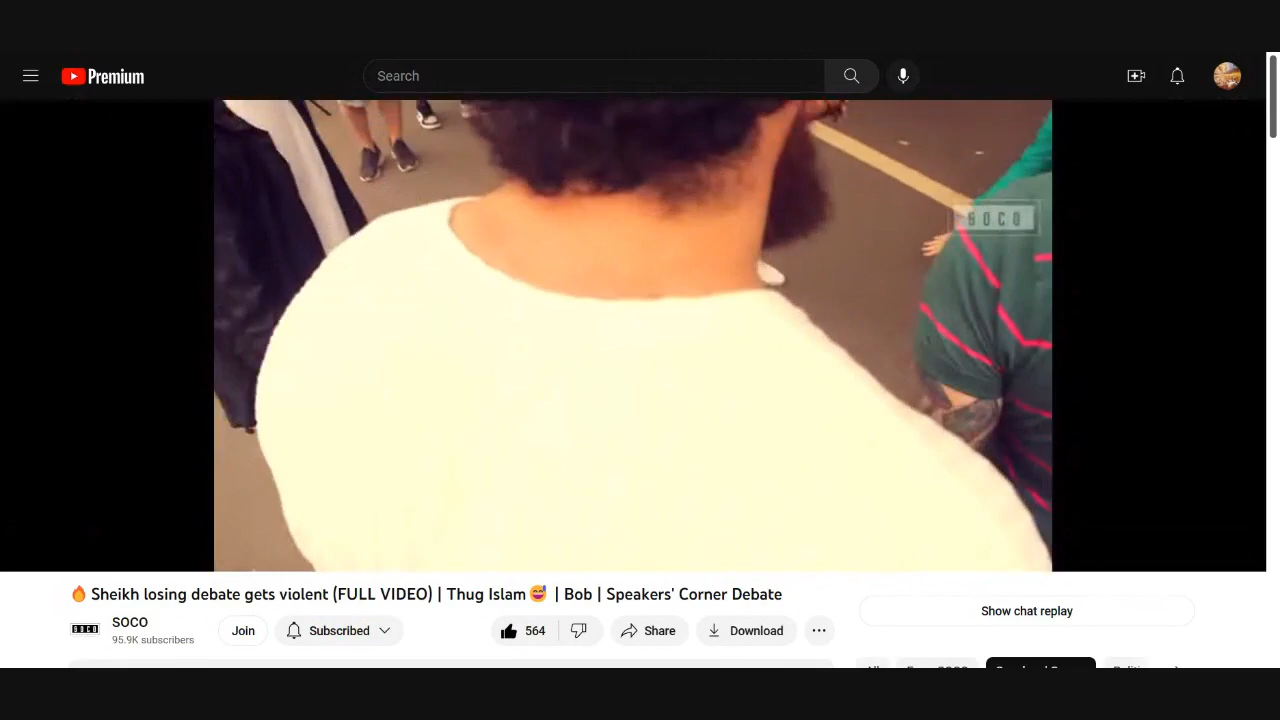 Premium
Search
SOCO
🔥 Sheikh losing debate gets violent (FULL VIDEO) | Thug Islam 😅 | Bob | Speakers' Corner Debate
SOCO
SOCO
95.9K subscribers
Join
Subscribed
564
Share
Download
Show chat replay